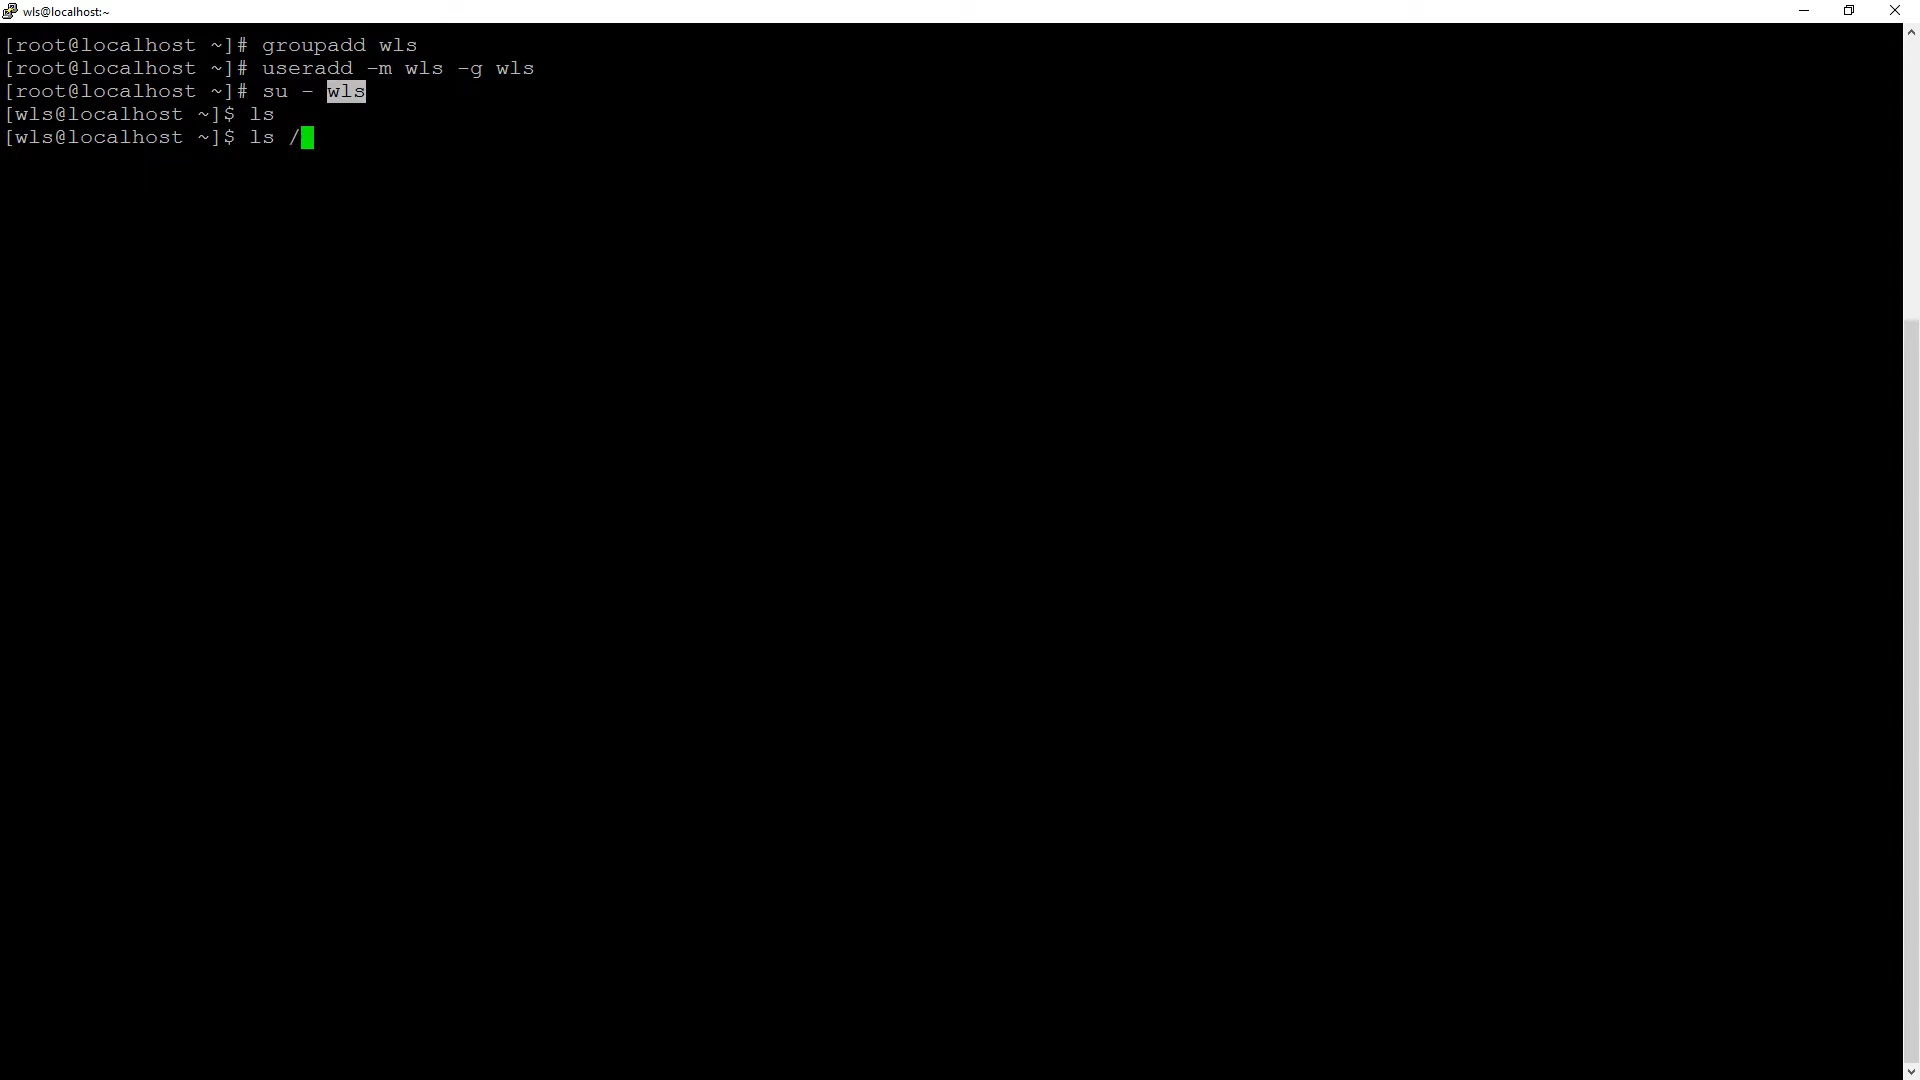 wls@localhost:~
[root@localhost ~]# groupadd wls
[root@localhost ~]# useradd -m wls -g wls
[root@localhost ~]# su - wls
[wls@localhost ~]$ ls
[wls@localhost ~]$ ls /